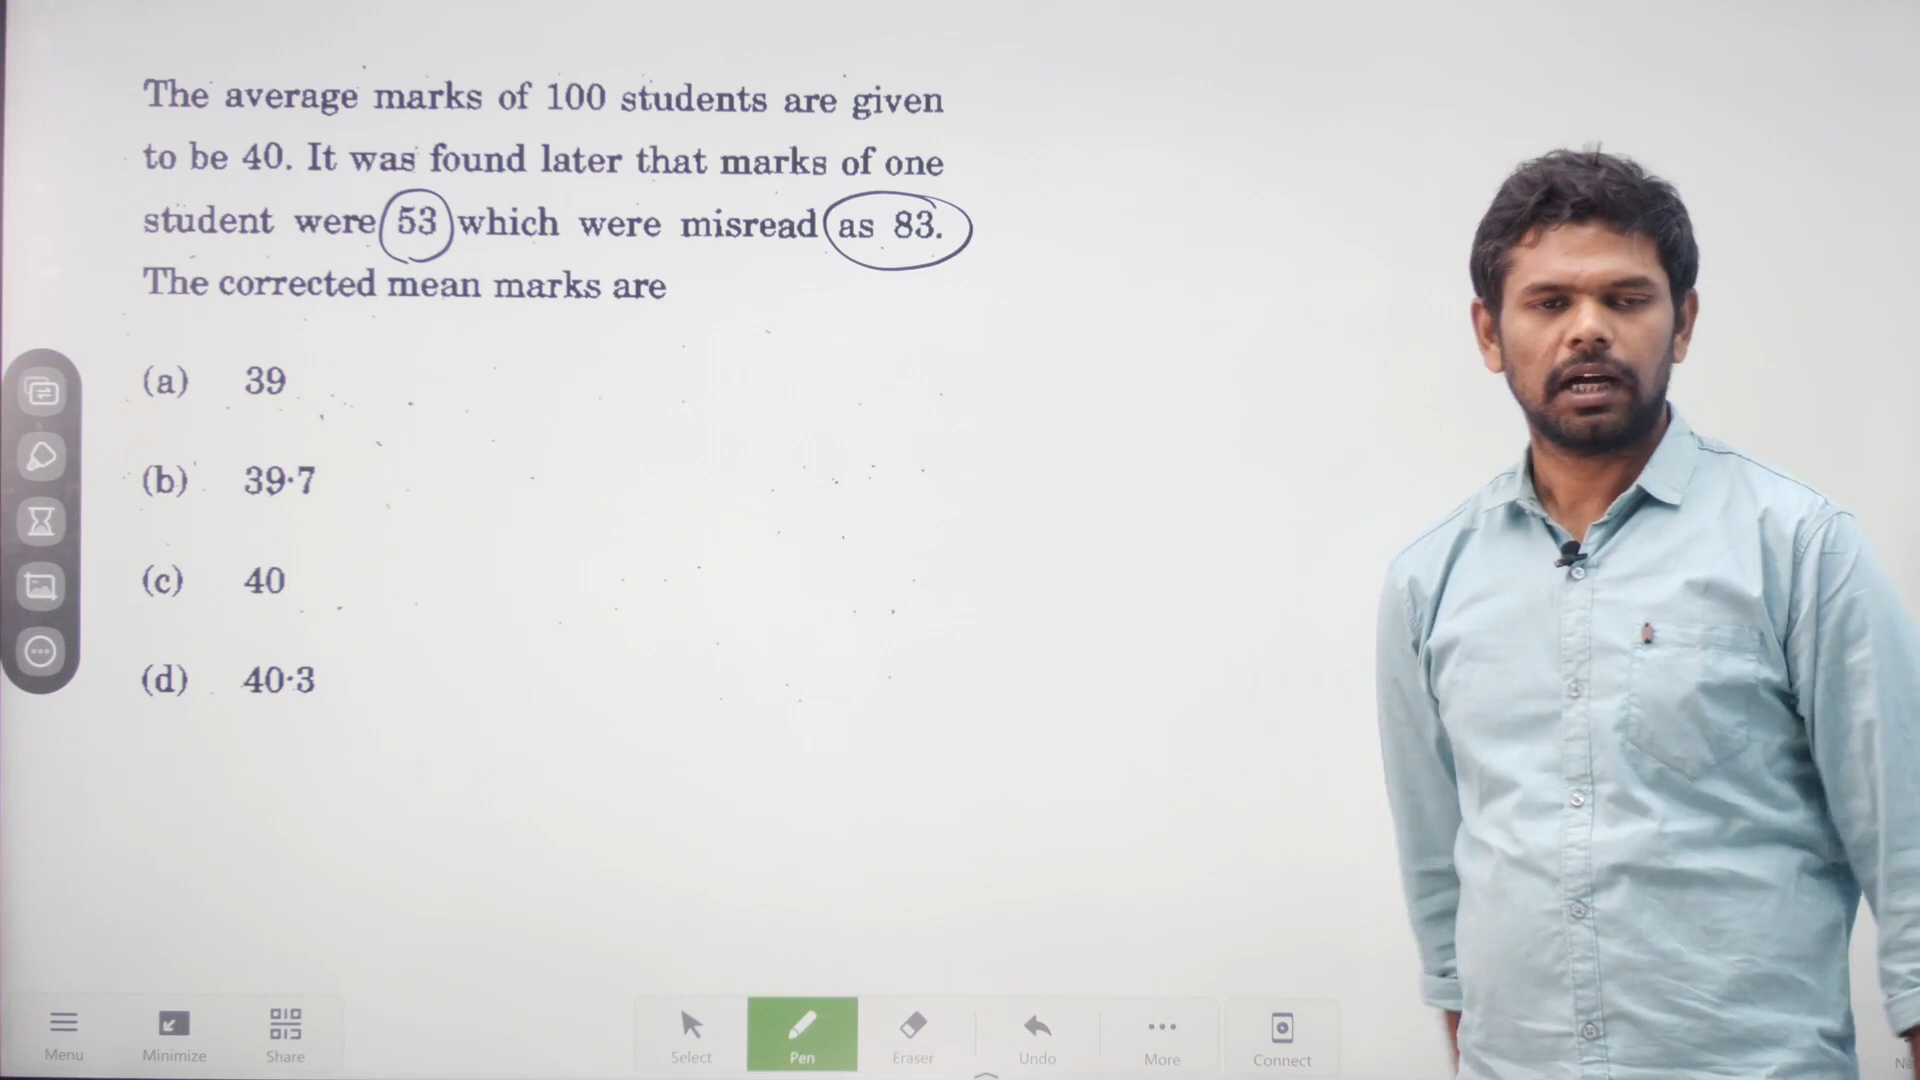 The average marks of 100 students are given
to be 40. It was found later that marks of one
student were 53 which were misread as 83.
The corrected mean marks are
(a) 39
(b) 39·7
(c) 40
(d) 40·3
Menu
Minimize
Share
Select
Pen
Eraser
Undo
More
Connect